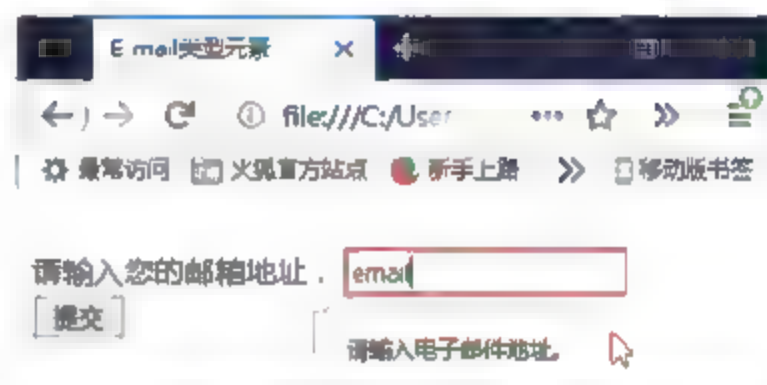 E-mail类型元素
file:///C:/User
最常访问 火狐官方站点 新手上路 移动版书签
请输入您的邮箱地址：email
提交
请输入电子邮件地址。